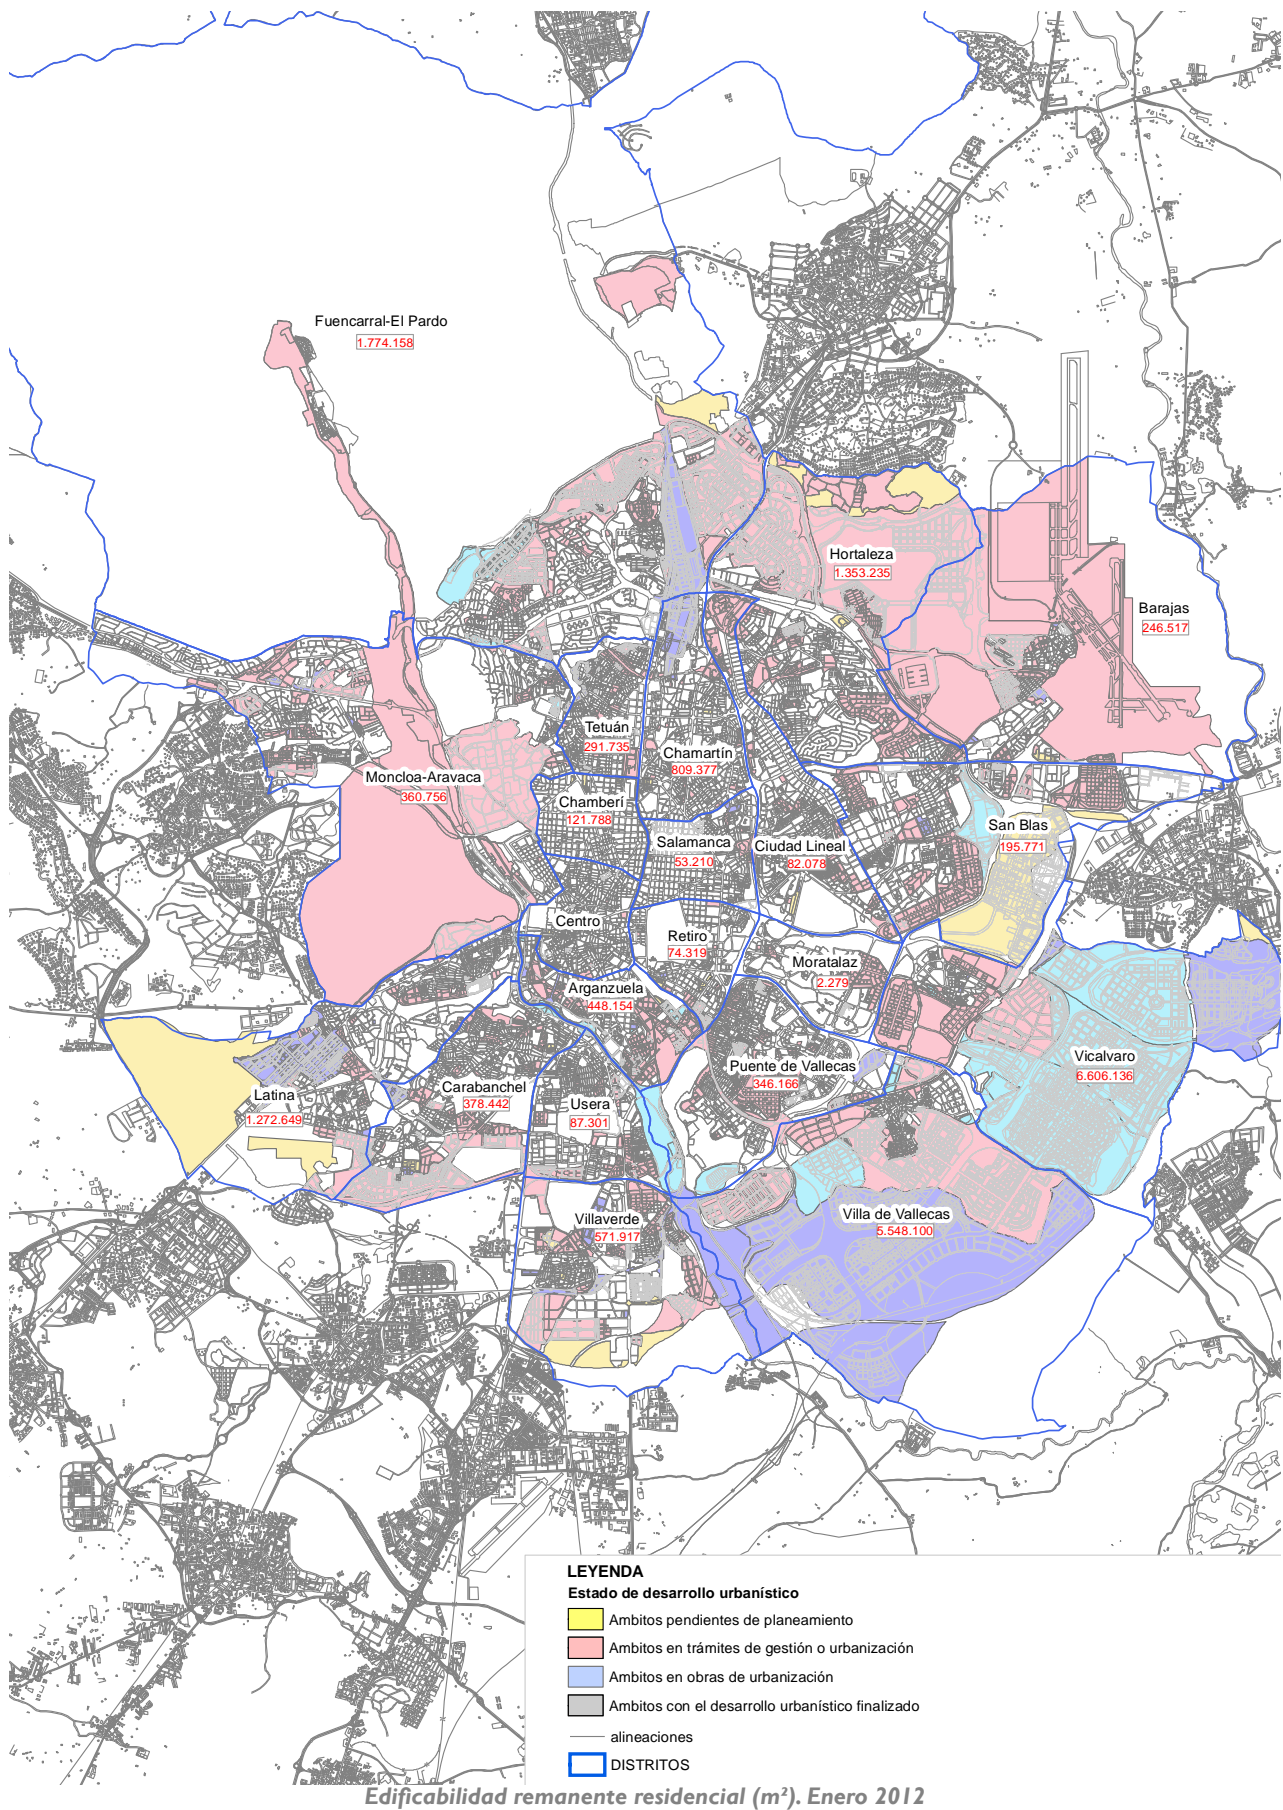 Fuencarral-El Pardo
1.774.158
Hortaleza
1.353.235
Barajas
246.517
Tetuán
291.735
Chamartín
809.377
Moncloa-Aravaca
360.756
Chamberí
121.788
San Blas
195.771
Salamanca
53.210
Ciudad Lineal
82.078
Centro
Retiro
74.319
Moratalaz
2.279
Arganzuela
448.154
Vicalvaro
6.606.136
Puente de Vallecas
346.166
Latina
1.272.649
Carabanchel
378.442
Usera
87.301
Villaverde
571.917
Villa de Vallecas
5.548.100
LEYENDA
Estado de desarrollo urbanístico
Ambitos pendientes de planeamiento
Ambitos en trámites de gestión o urbanización
Ambitos en obras de urbanización
Ambitos con el desarrollo urbanístico finalizado
alineaciones
DISTRITOS
Edificabilidad remanente residencial (m²). Enero 2012